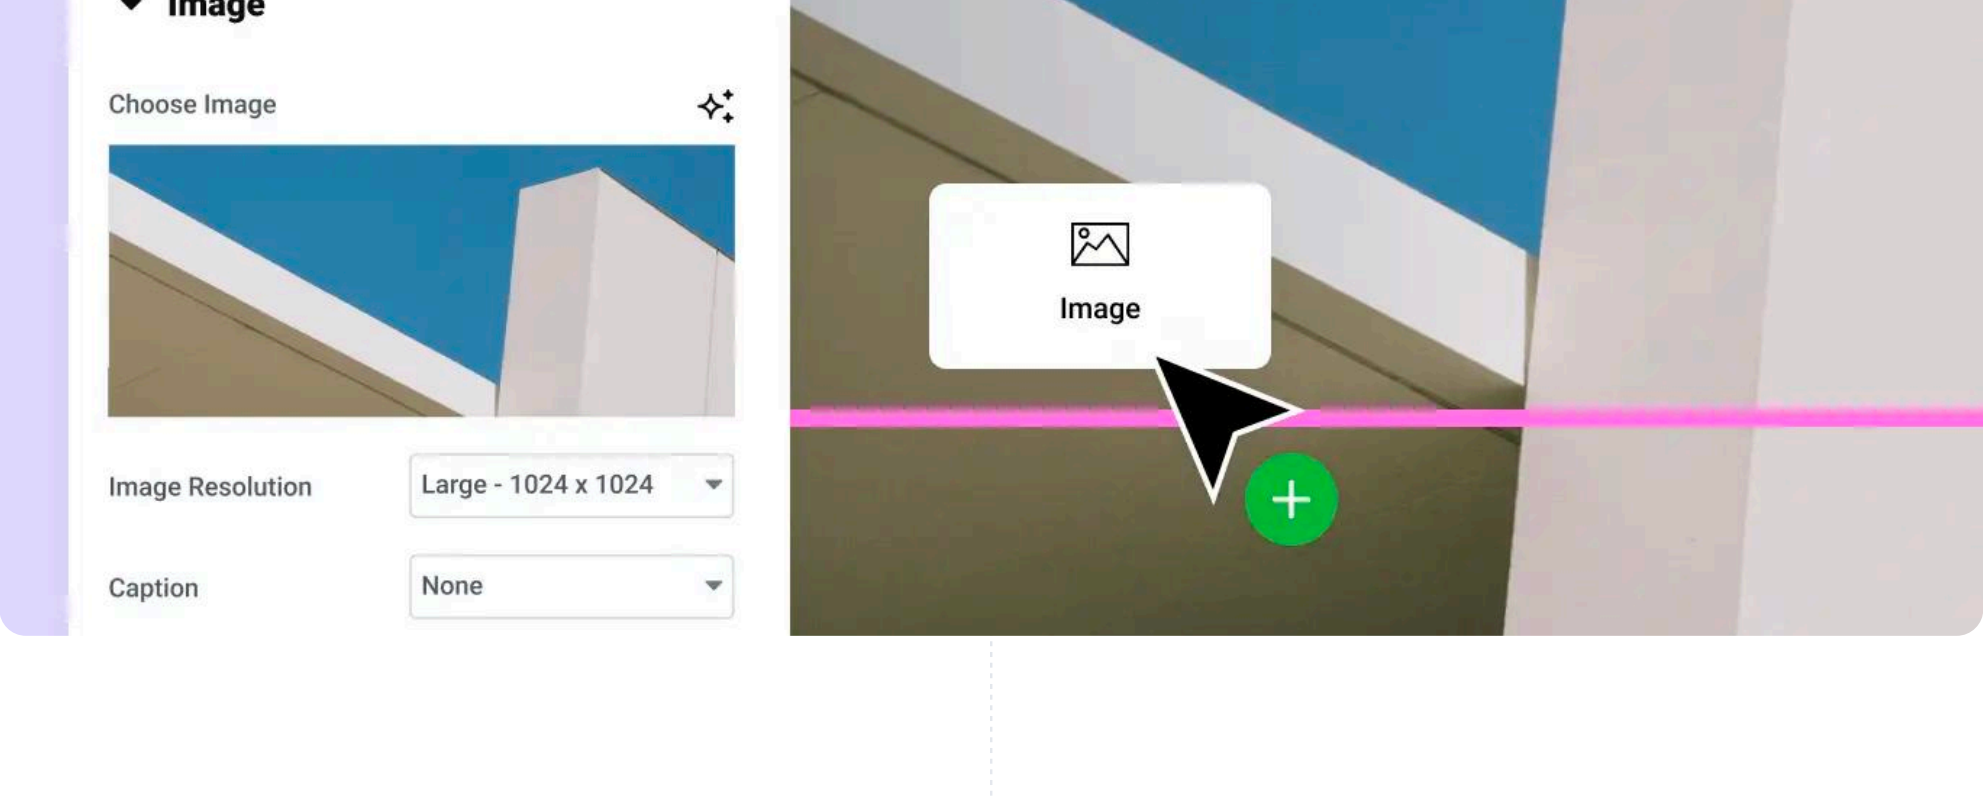 Image
Choose Image
Image Resolution
Large - 1024 x 1024
Caption
None
Image